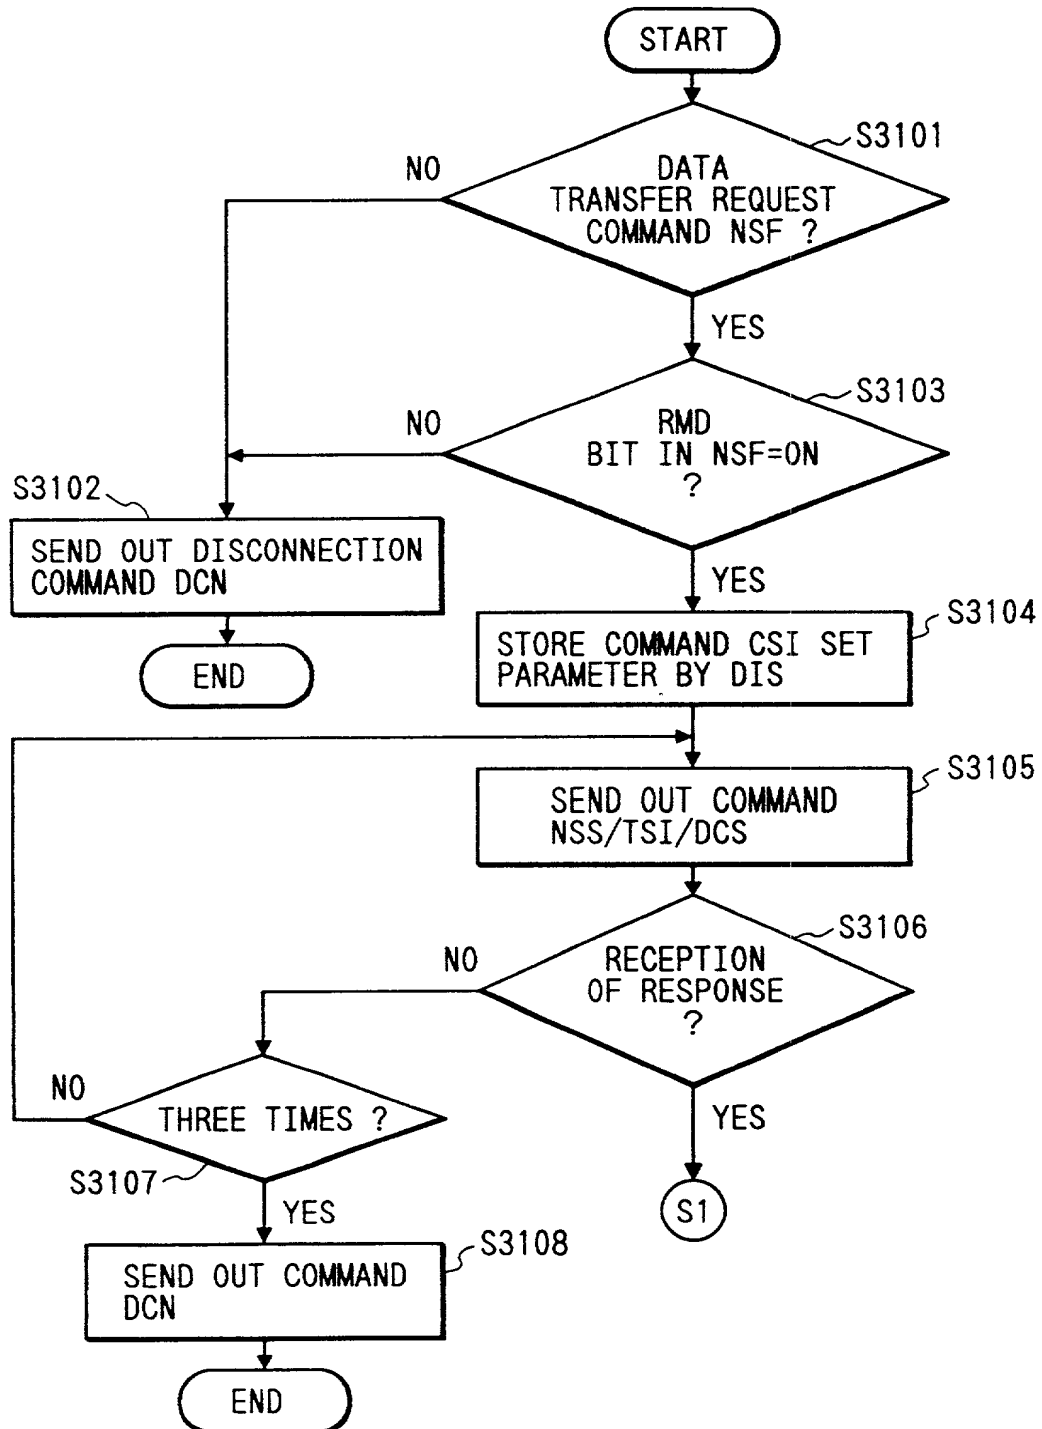 START
S3101
NO
DATA
TRANSFER REQUEST
COMMAND NSF ?
YES
S3103
NO
RMD
BIT IN NSF=ON
?
S3102
SEND OUT DISCONNECTION
COMMAND DCN
YES
END
S3104
STORE COMMAND CSI SET
PARAMETER BY DIS
S3105
SEND OUT COMMAND
NSS/TSI/DCS
S3106
NO
RECEPTION
OF RESPONSE
?
NO
THREE TIMES ?
YES
S3107
S1
YES
S3108
SEND OUT COMMAND
DCN
END